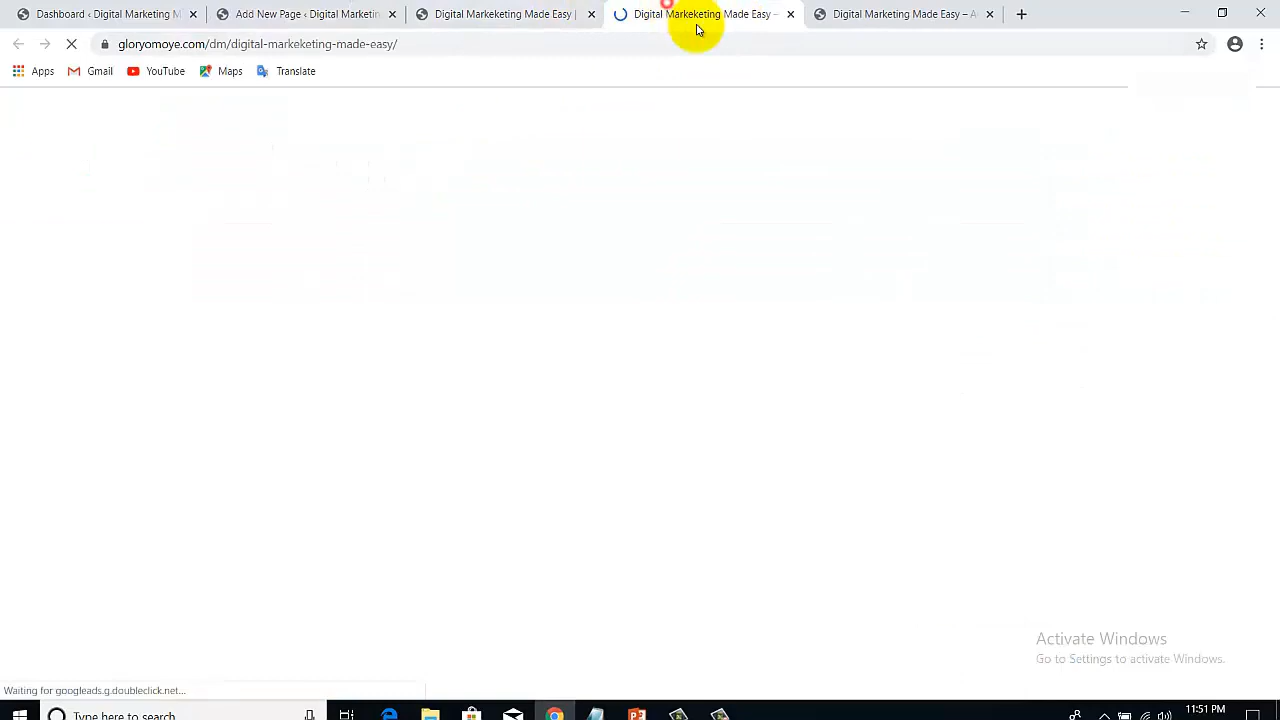 Dashboard ‹ Digital Marketing M
Add New Page ‹ Digital Marketin
Digital Markeketing Made Easy
Digital Markeketing Made Easy –
Digital Marketing Made Easy – A
gloryomoye.com/dm/digital-markeketing-made-easy/
Apps
Gmail
YouTube
Maps
Translate
Activate Windows
Go to Settings to activate Windows.
Waiting for googleads.g.doubleclick.net...
Type here to search
11:51 PM